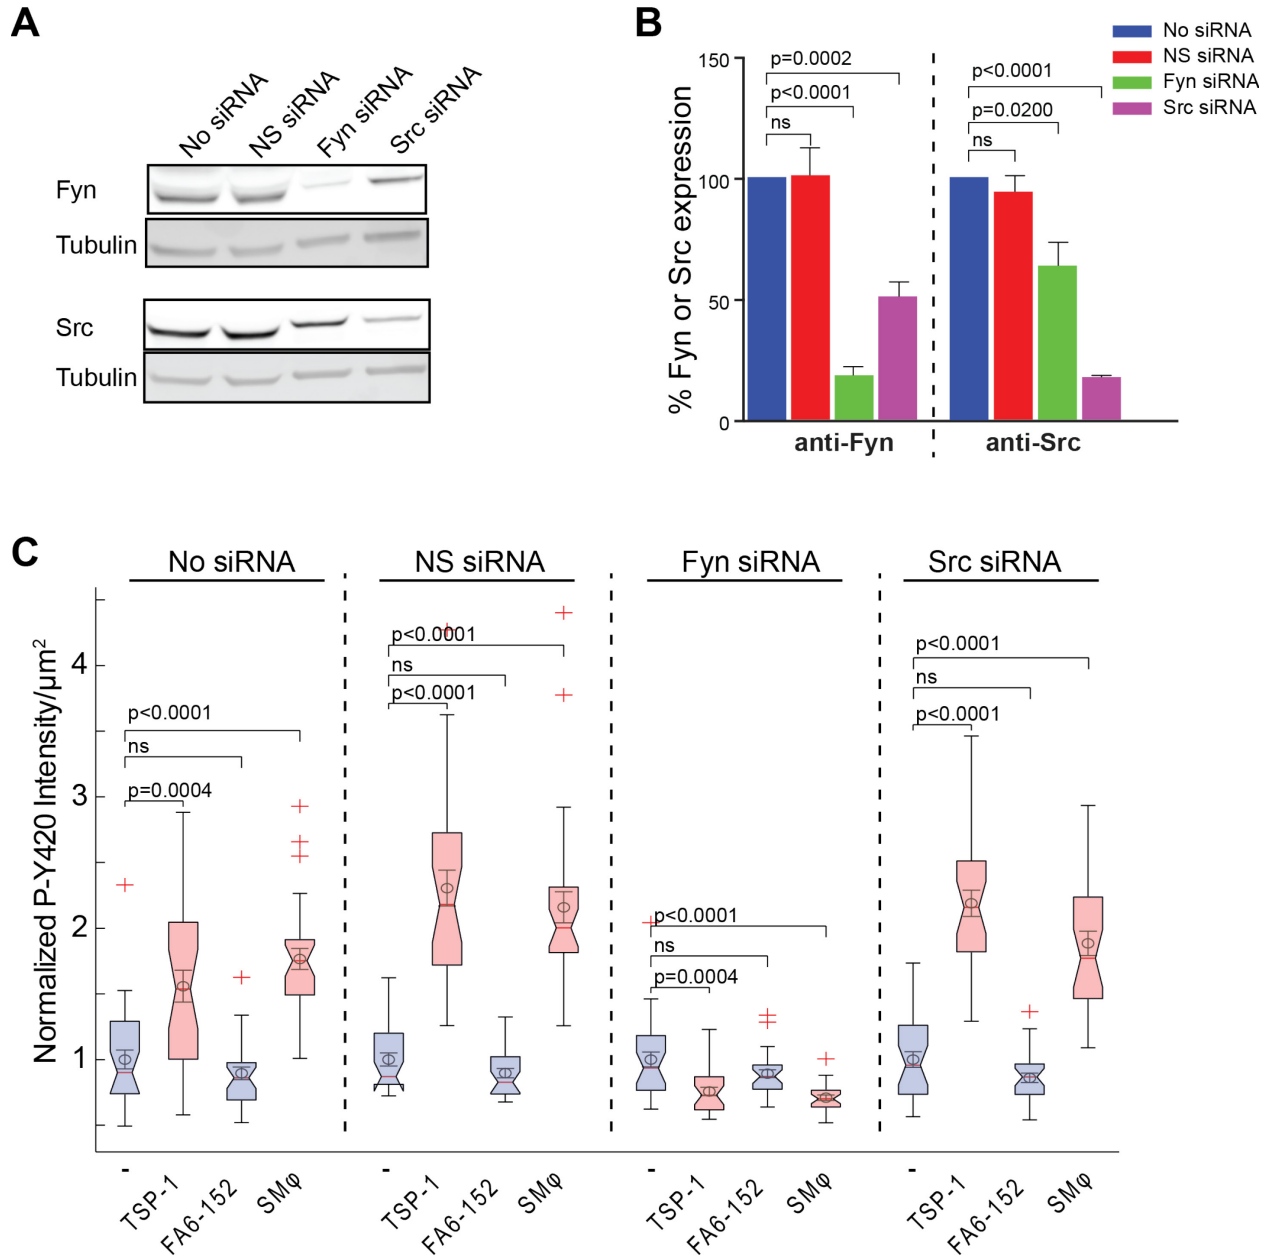 A
No siRNA
NS siRNA
Fyn siRNA
Src siRNA
Fyn
Tubulin
Src
Tubulin
B
No siRNA
NS siRNA
Fyn siRNA
Src siRNA
% Fyn or Src expression
150
100
50
0
p=0.0002
p<0.0001
ns
p<0.0001
p=0.0200
ns
anti-Fyn
anti-Src
C
No siRNA
NS siRNA
Fyn siRNA
Src siRNA
Normalized P-Y420 Intensity/µm²
4
3
2
1
p<0.0001
ns
p=0.0004
p<0.0001
ns
p<0.0001
p<0.0001
ns
p=0.0004
p<0.0001
ns
p<0.0001
-
TSP-1
FA6-152
SMφ
-
TSP-1
FA6-152
SMφ
-
TSP-1
FA6-152
SMφ
-
TSP-1
FA6-152
SMφ